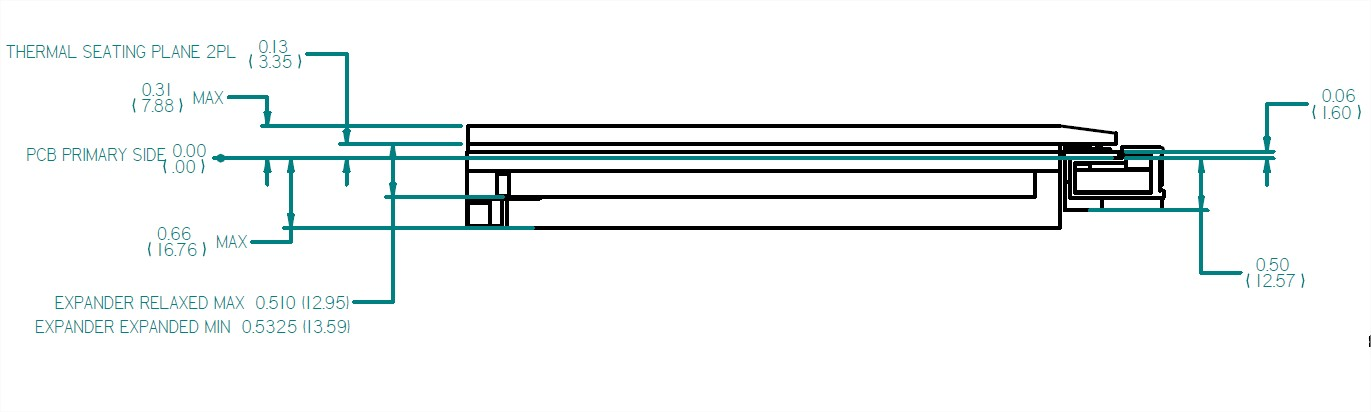 THERMAL SEATING PLANE 2PL 0.13
(3.35)
0.31 MAX
(7.88)
0.06
(1.60)
PCB PRIMARY SIDE 0.00
(.00)
0.66 MAX
(16.76)
0.50
(12.57)
EXPANDER RELAXED MAX 0.510 (12.95)
EXPANDER EXPANDED MIN 0.5325 (13.59)